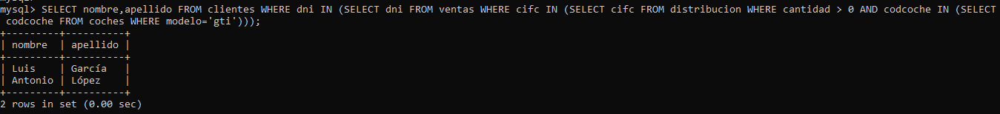 mysql> SELECT nombre,apellido FROM clientes WHERE dni IN (SELECT dni FROM ventas WHERE cifc IN (SELECT cifc FROM distribucion WHERE cantidad > 0 AND codcoche IN (SELECT
 codcoche FROM coches WHERE modelo='gti')));
+---------+----------+
| nombre  | apellido |
+---------+----------+
| Luis    | García   |
| Antonio | López    |
+---------+----------+
2 rows in set (0.00 sec)